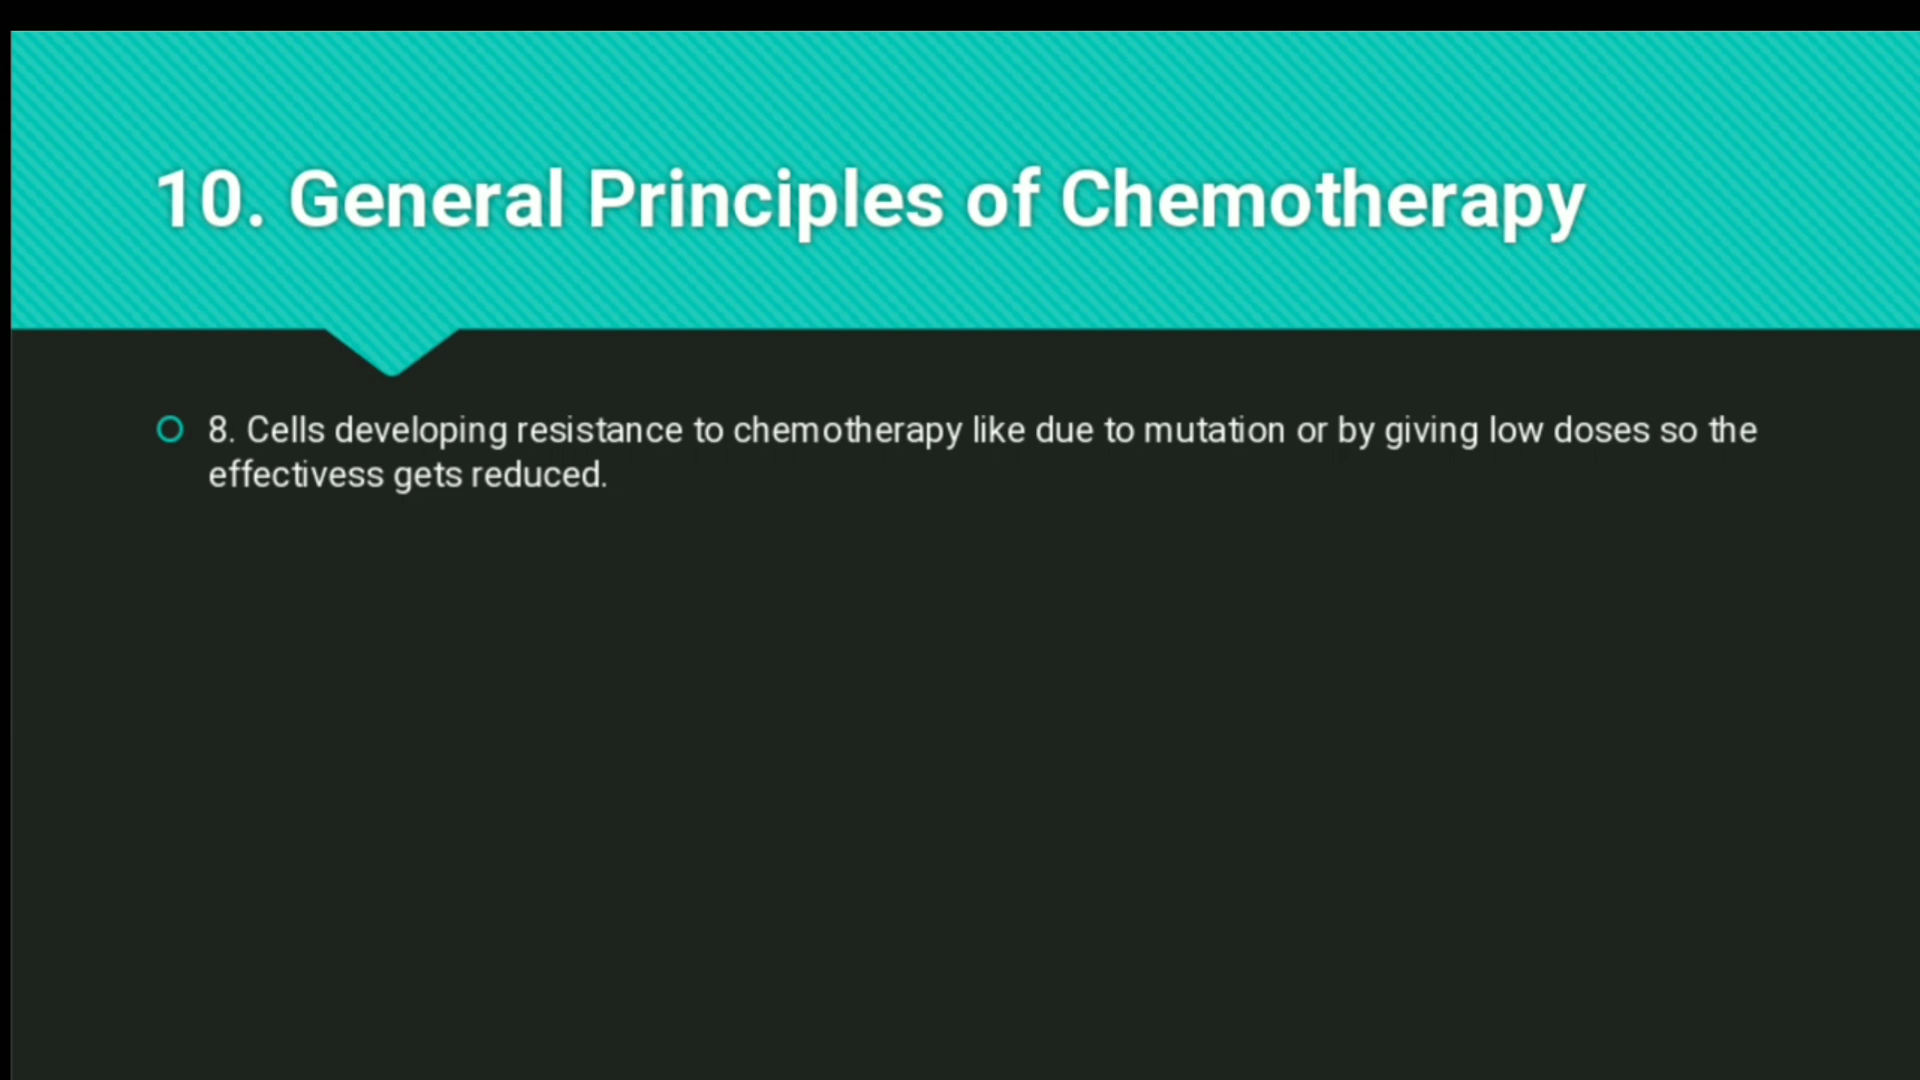 10. General Principles of Chemotherapy
8. Cells developing resistance to chemotherapy like due to mutation or by giving low doses so the
effectivess gets reduced.